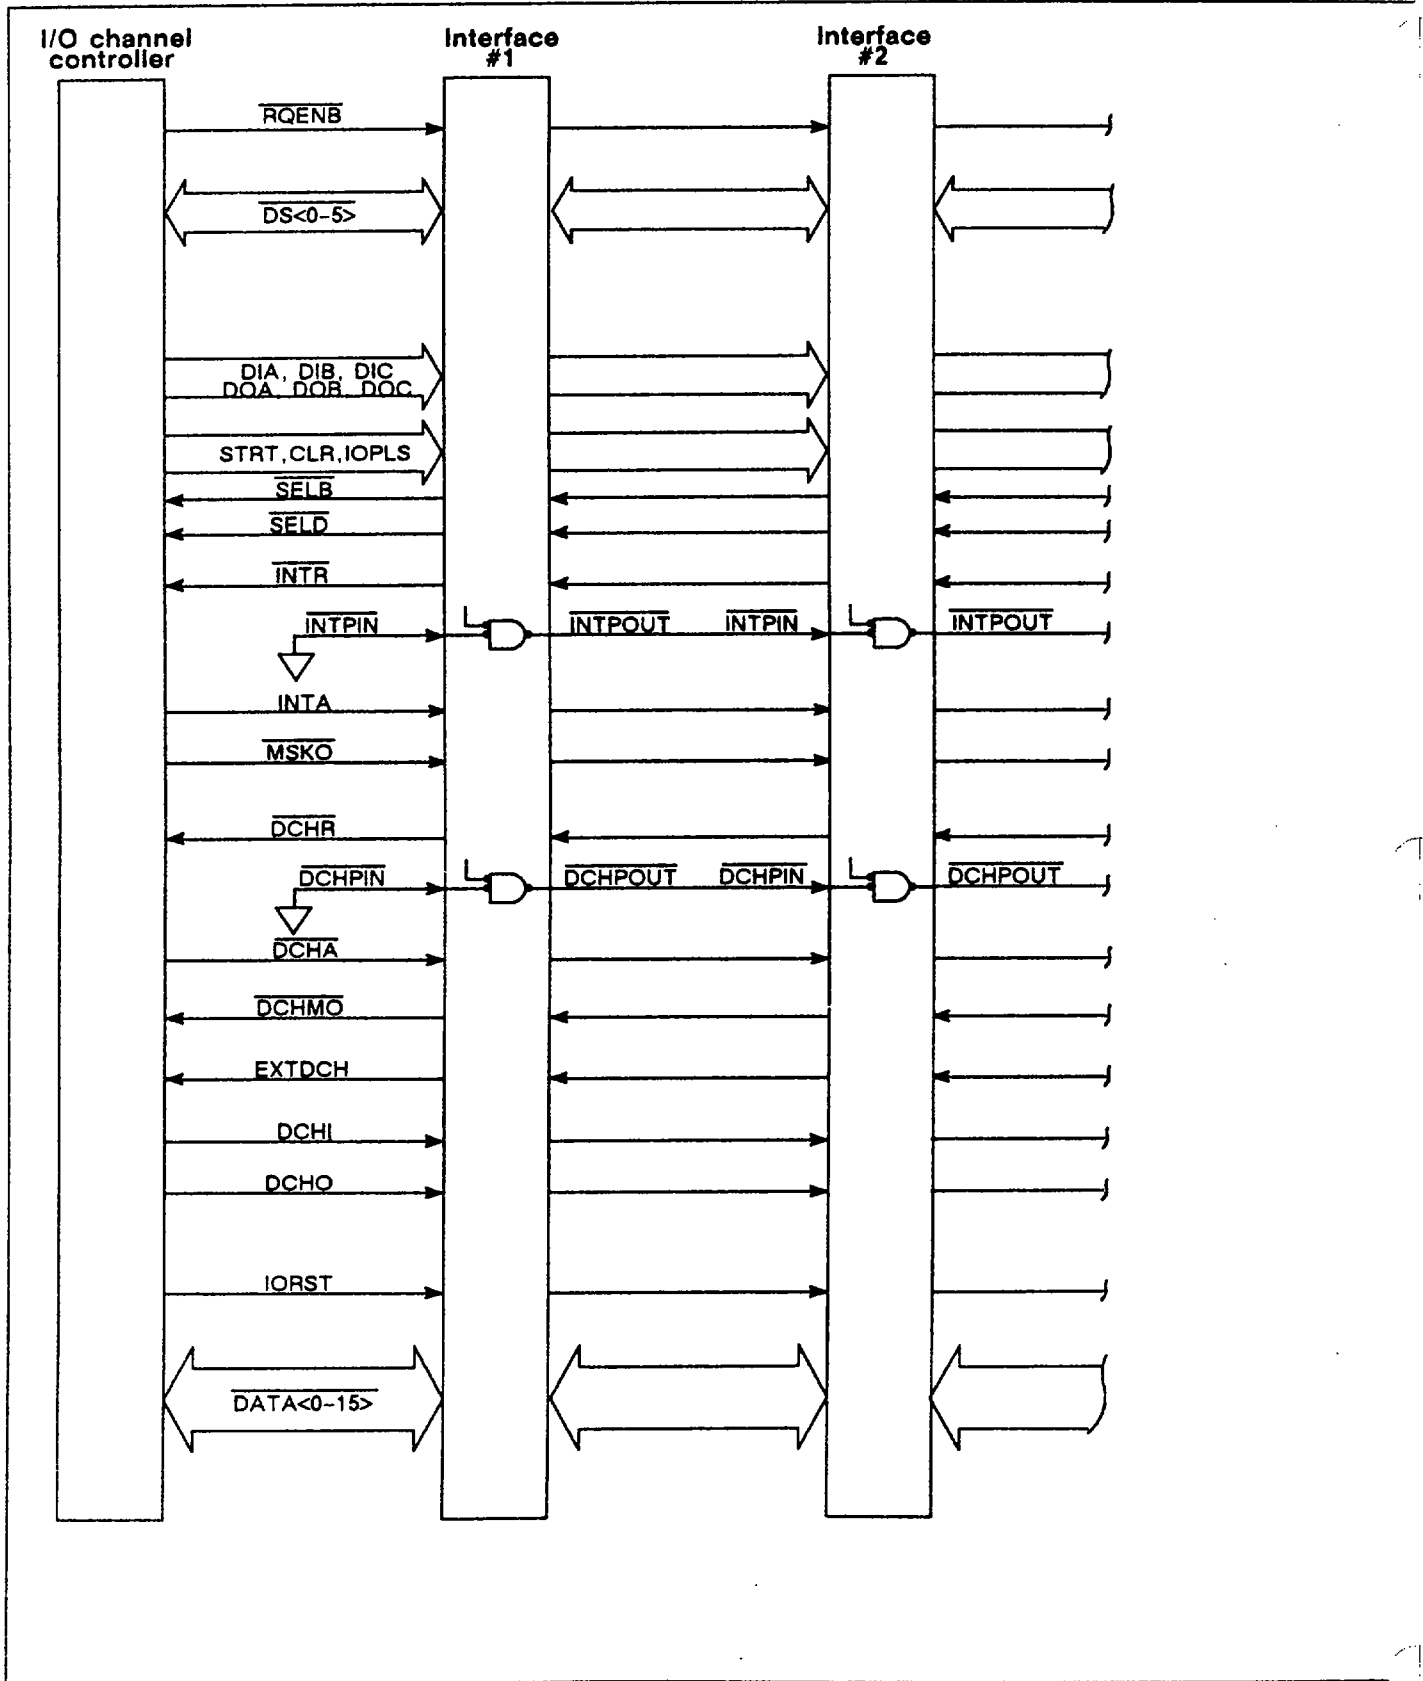 I/O channel
controller
Interface
#1
Interface
#2
RQENB
DS<0-5>
DIA, DIB, DIC
DOA, DOB, DOC
STRT,CLR,IOPLS
SELB
SELD
INTR
INTPIN
INTPOUT
INTPIN
INTPOUT
INTA
MSKO
DCHR
DCHPIN
DCHPOUT
DCHPIN
DCHPOUT
DCHA
DCHMO
EXTDCH
DCHI
DCHO
IORST
DATA<0-15>